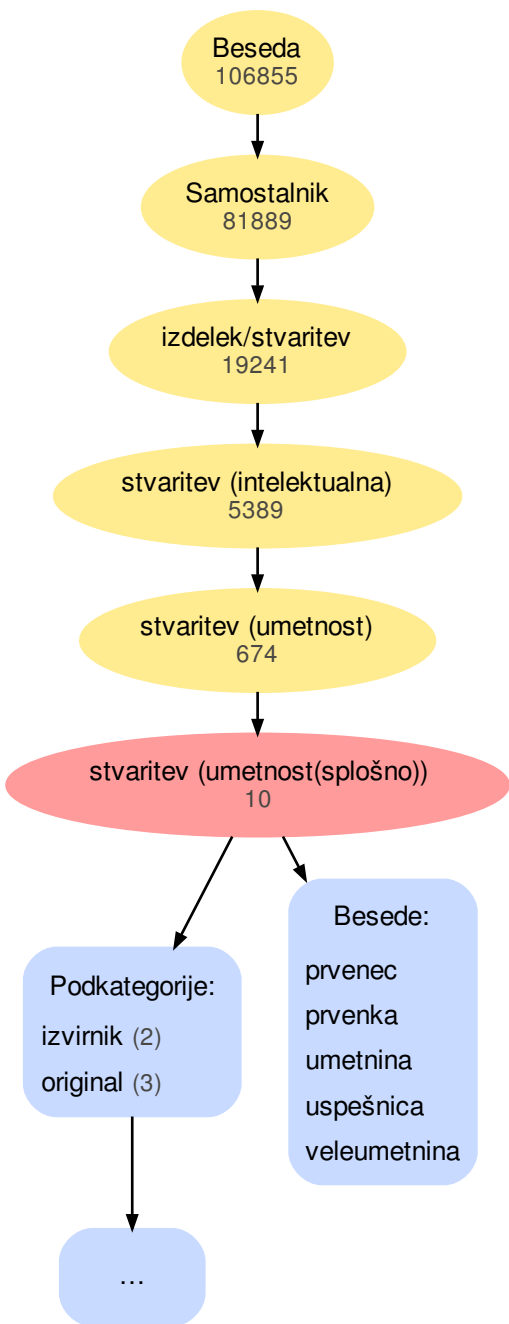 Beseda
106855
Samostalnik
81889
izdelek/stvaritev
19241
stvaritev (intelektualna)
5389
stvaritev (umetnost)
674
stvaritev (umetnost(splošno))
10
Podkategorije:
izvirnik (2)
original (3)
...
Besede:
prvenec
prvenka
umetnina
uspešnica
veleumetnina